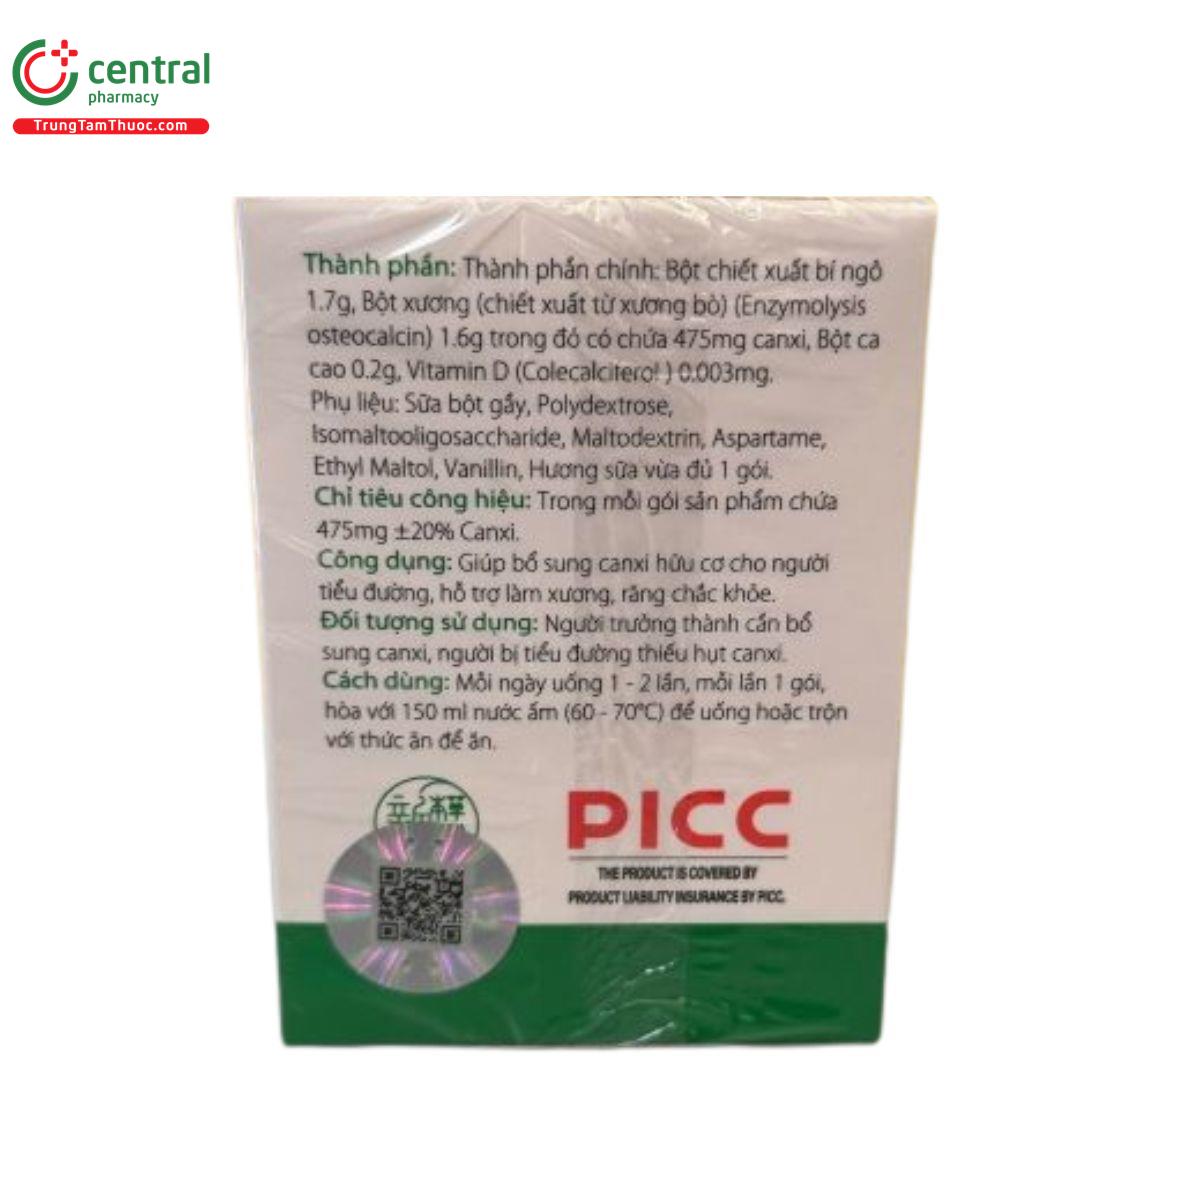 central
pharmacy
TrungTamThuoc.com
Thành phần: Thành phần chính: Bột chiết xuất bí ngô
1.7g, Bột xương (chiết xuất từ xương bò) (Enzymolysis
osteocalcin) 1.6g trong đó có chứa 475mg canxi, Bột ca
cao 0.2g, Vitamin D (Colecalciterol ) 0.003mg.
Phụ liệu: Sữa bột gầy, Polydextrose,
Isomaltooligosaccharide, Maltodextrin, Aspartame,
Ethyl Maltol, Vanillin, Hương sữa vừa đủ 1 gói.
Chỉ tiêu công hiệu: Trong mỗi gói sản phẩm chứa
475mg ±20% Canxi.
Công dụng: Giúp bổ sung canxi hữu cơ cho người
tiểu đường, hỗ trợ làm xương, răng chắc khỏe.
Đối tượng sử dụng: Người trưởng thành cần bổ
sung canxi, người bị tiểu đường thiếu hụt canxi.
Cách dùng: Mỗi ngày uống 1 - 2 lần, mỗi lần 1 gói,
hòa với 150 ml nước ấm (60 - 70°C) để uống hoặc trộn
với thức ăn để ăn.
PICC
THE PRODUCT IS COVERED BY
PRODUCT LIABILITY INSURANCE BY PICC.